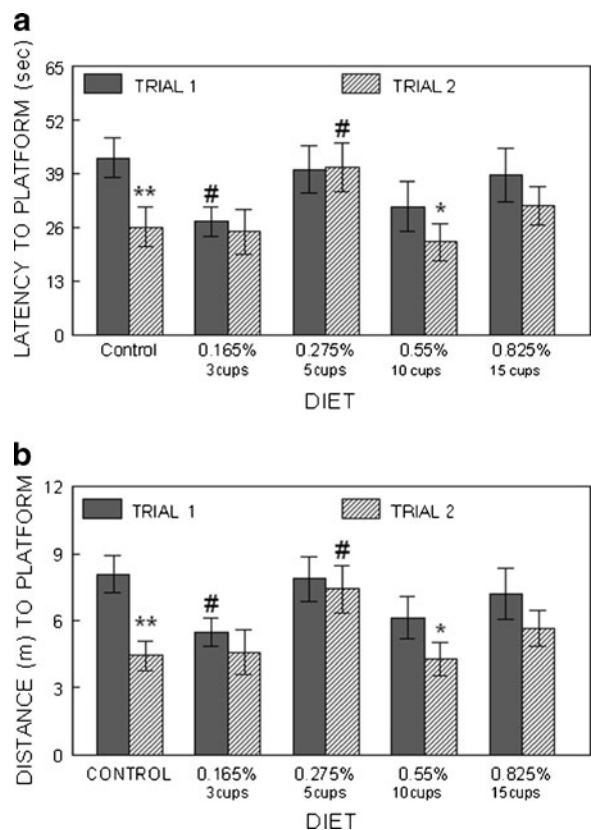 a
LATENCY TO PLATFORM (sec)
65
52
39
26
13
0
TRIAL 1 TRIAL 2
** # # *
Control 0.165% 0.275% 0.55% 0.825%
3 cups 5 cups 10 cups 15 cups
DIET
b
DISTANCE (m) TO PLATFORM
12
9
6
3
0
TRIAL 1 TRIAL 2
** # # *
CONTROL 0.165% 0.275% 0.55% 0.825%
3 cups 5 cups 10 cups 15 cups
DIET